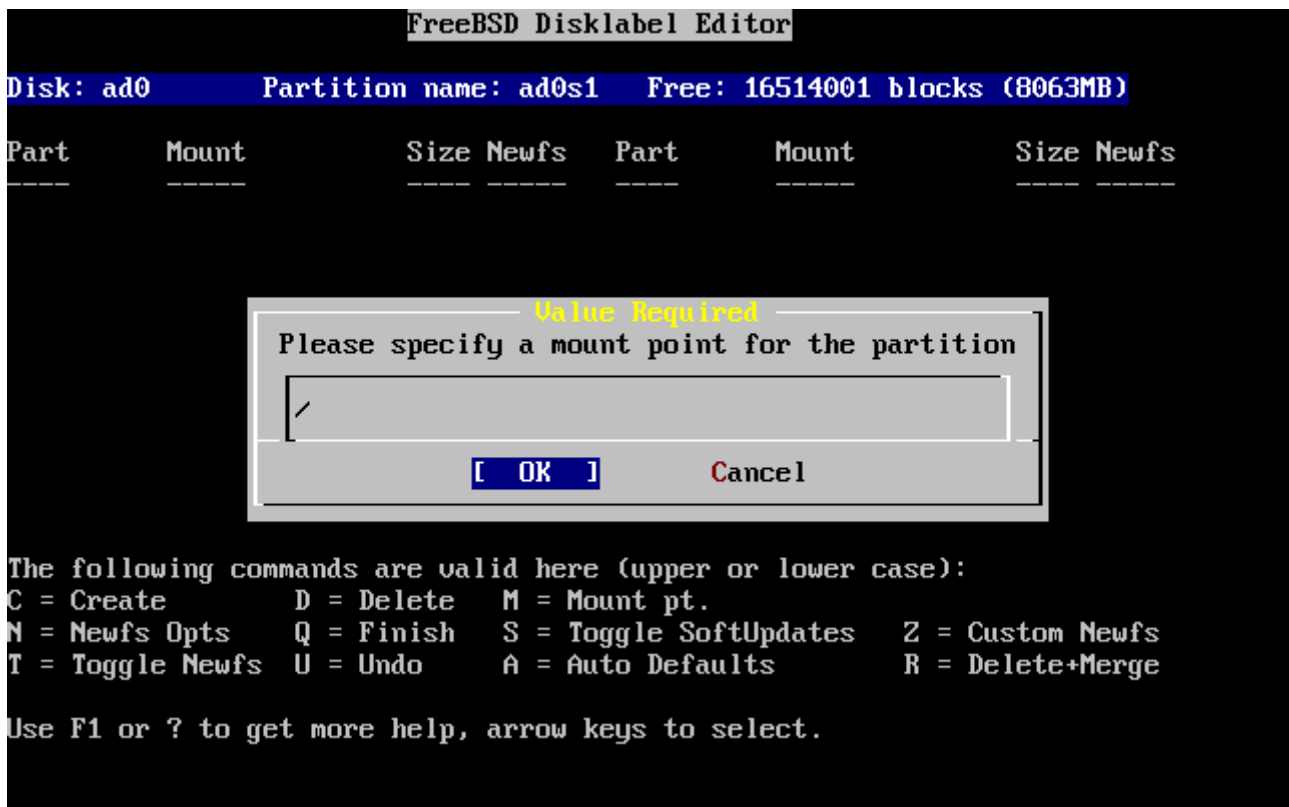 FreeBSD Disklabel Editor
Disk: ad0 Partition name: ad0s1 Free: 16514001 blocks (8063MB)
Part Mount Size Newfs Part Mount Size Newfs
---- ----- ---- ----- ---- ----- ---- -----
Value Required
Please specify a mount point for the partition
/
[ OK ] Cancel
The following commands are valid here (upper or lower case):
C = Create D = Delete M = Mount pt.
N = Newfs Opts Q = Finish S = Toggle SoftUpdates Z = Custom Newfs
T = Toggle Newfs U = Undo A = Auto Defaults R = Delete+Merge
Use F1 or ? to get more help, arrow keys to select.